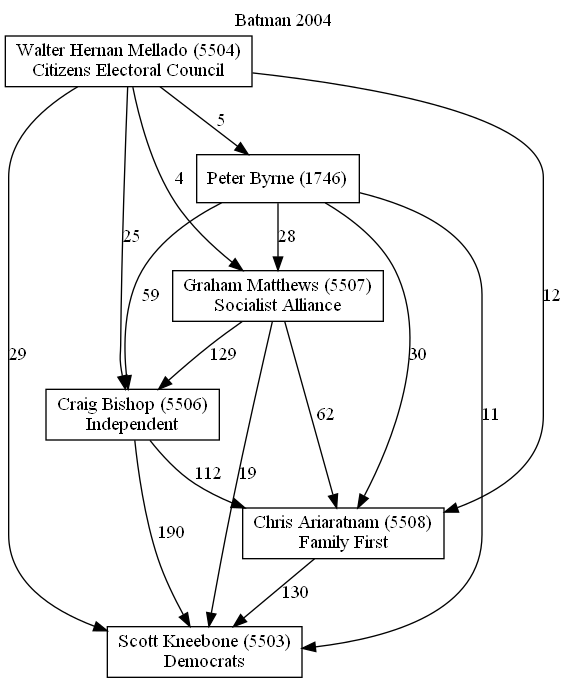 Batman 2004
Walter Hernan Mellado (5504)
Citizens Electoral Council
5
Peter Byrne (1746)
4
25
28
Graham Matthews (5507)
Socialist Alliance
59
12
29
129
30
Craig Bishop (5506)
Independent
62
11
112
19
Chris Ariaratnam (5508)
Family First
190
130
Scott Kneebone (5503)
Democrats